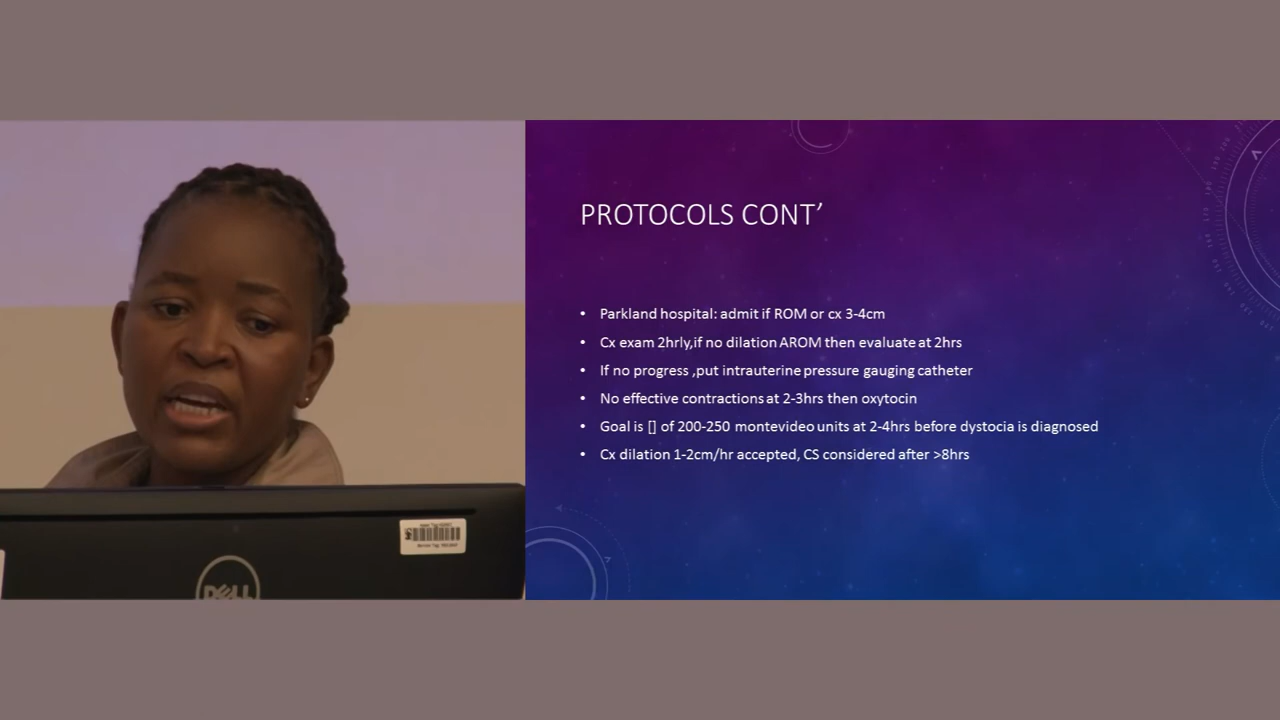 PROTOCOLS CONT’
• Parkland hospital: admit if ROM or cx 3-4cm
• Cx exam 2hrly,if no dilation AROM then evaluate at 2hrs
• If no progress ,put intrauterine pressure gauging catheter
• No effective contractions at 2-3hrs then oxytocin
• Goal is [] of 200-250 montevideo units at 2-4hrs before dystocia is diagnosed
• Cx dilation 1-2cm/hr accepted, CS considered after >8hrs
DELL